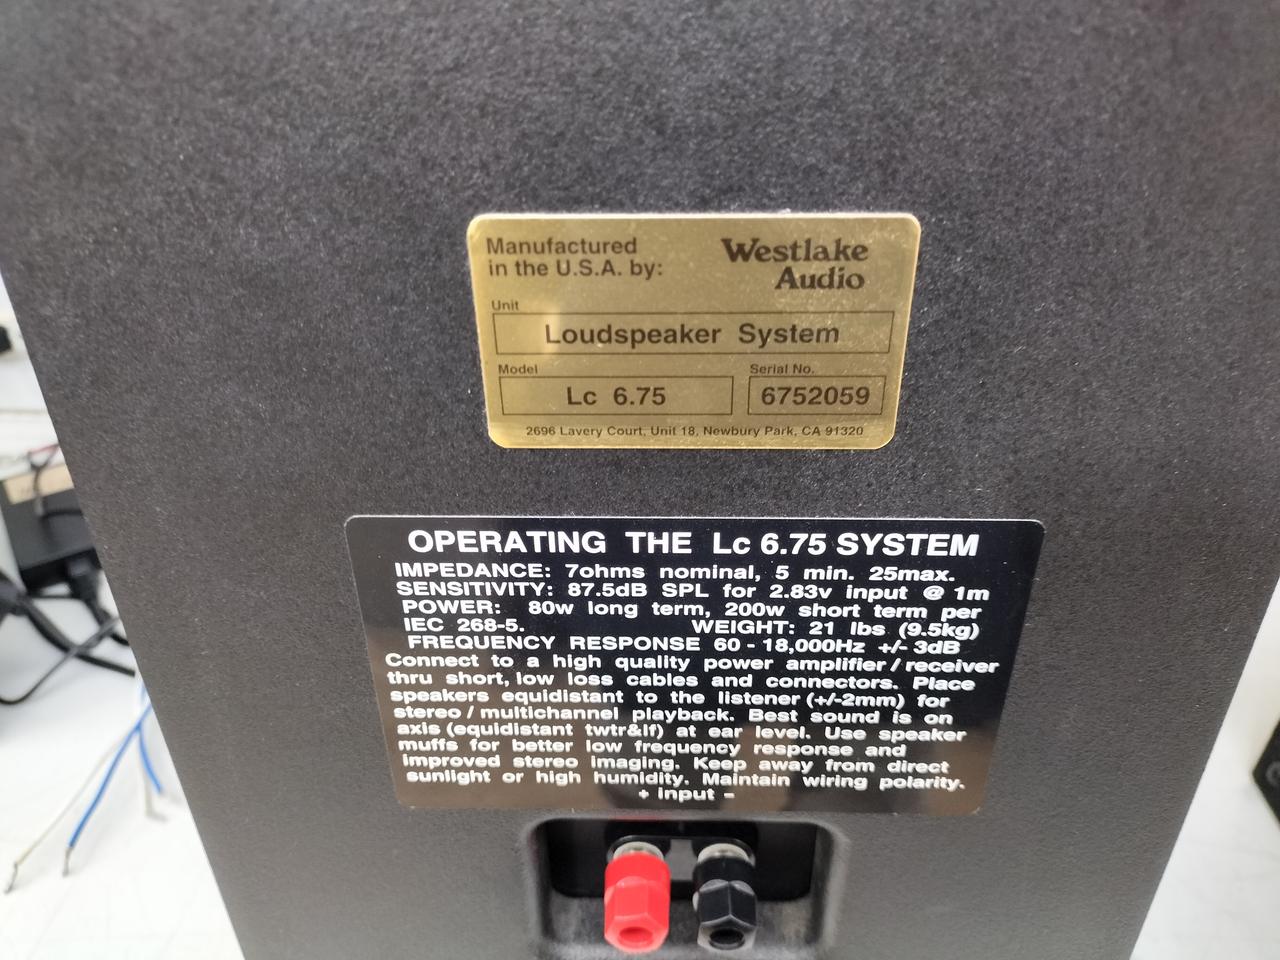 Manufactured
in the U.S.A. by:
Westlake
Audio
Unit
Loudspeaker System
Model
Serial No.
Lc 6.75
6752059
2696 Lavery Court, Unit 18, Newbury Park, CA 91320
OPERATING THE Lc 6.75 SYSTEM
IMPEDANCE: 7ohms nominal, 5 min. 25max.
SENSITIVITY: 87.5dB SPL for 2.83v input @ 1m
POWER: 80w long term, 200w short term per
IEC 268-5. WEIGHT: 21 lbs (9.5kg)
FREQUENCY RESPONSE 60 - 18,000Hz +/- 3dB
Connect to a high quality power amplifier / receiver
thru short, low loss cables and connectors. Place
speakers equidistant to the listener (+/-2mm) for
stereo / multichannel playback. Best sound is on
axis (equidistant twtr&lf) at ear level. Use speaker
muffs for better low frequency response and
improved stereo imaging. Keep away from direct
sunlight or high humidity. Maintain wiring polarity.
+ input -